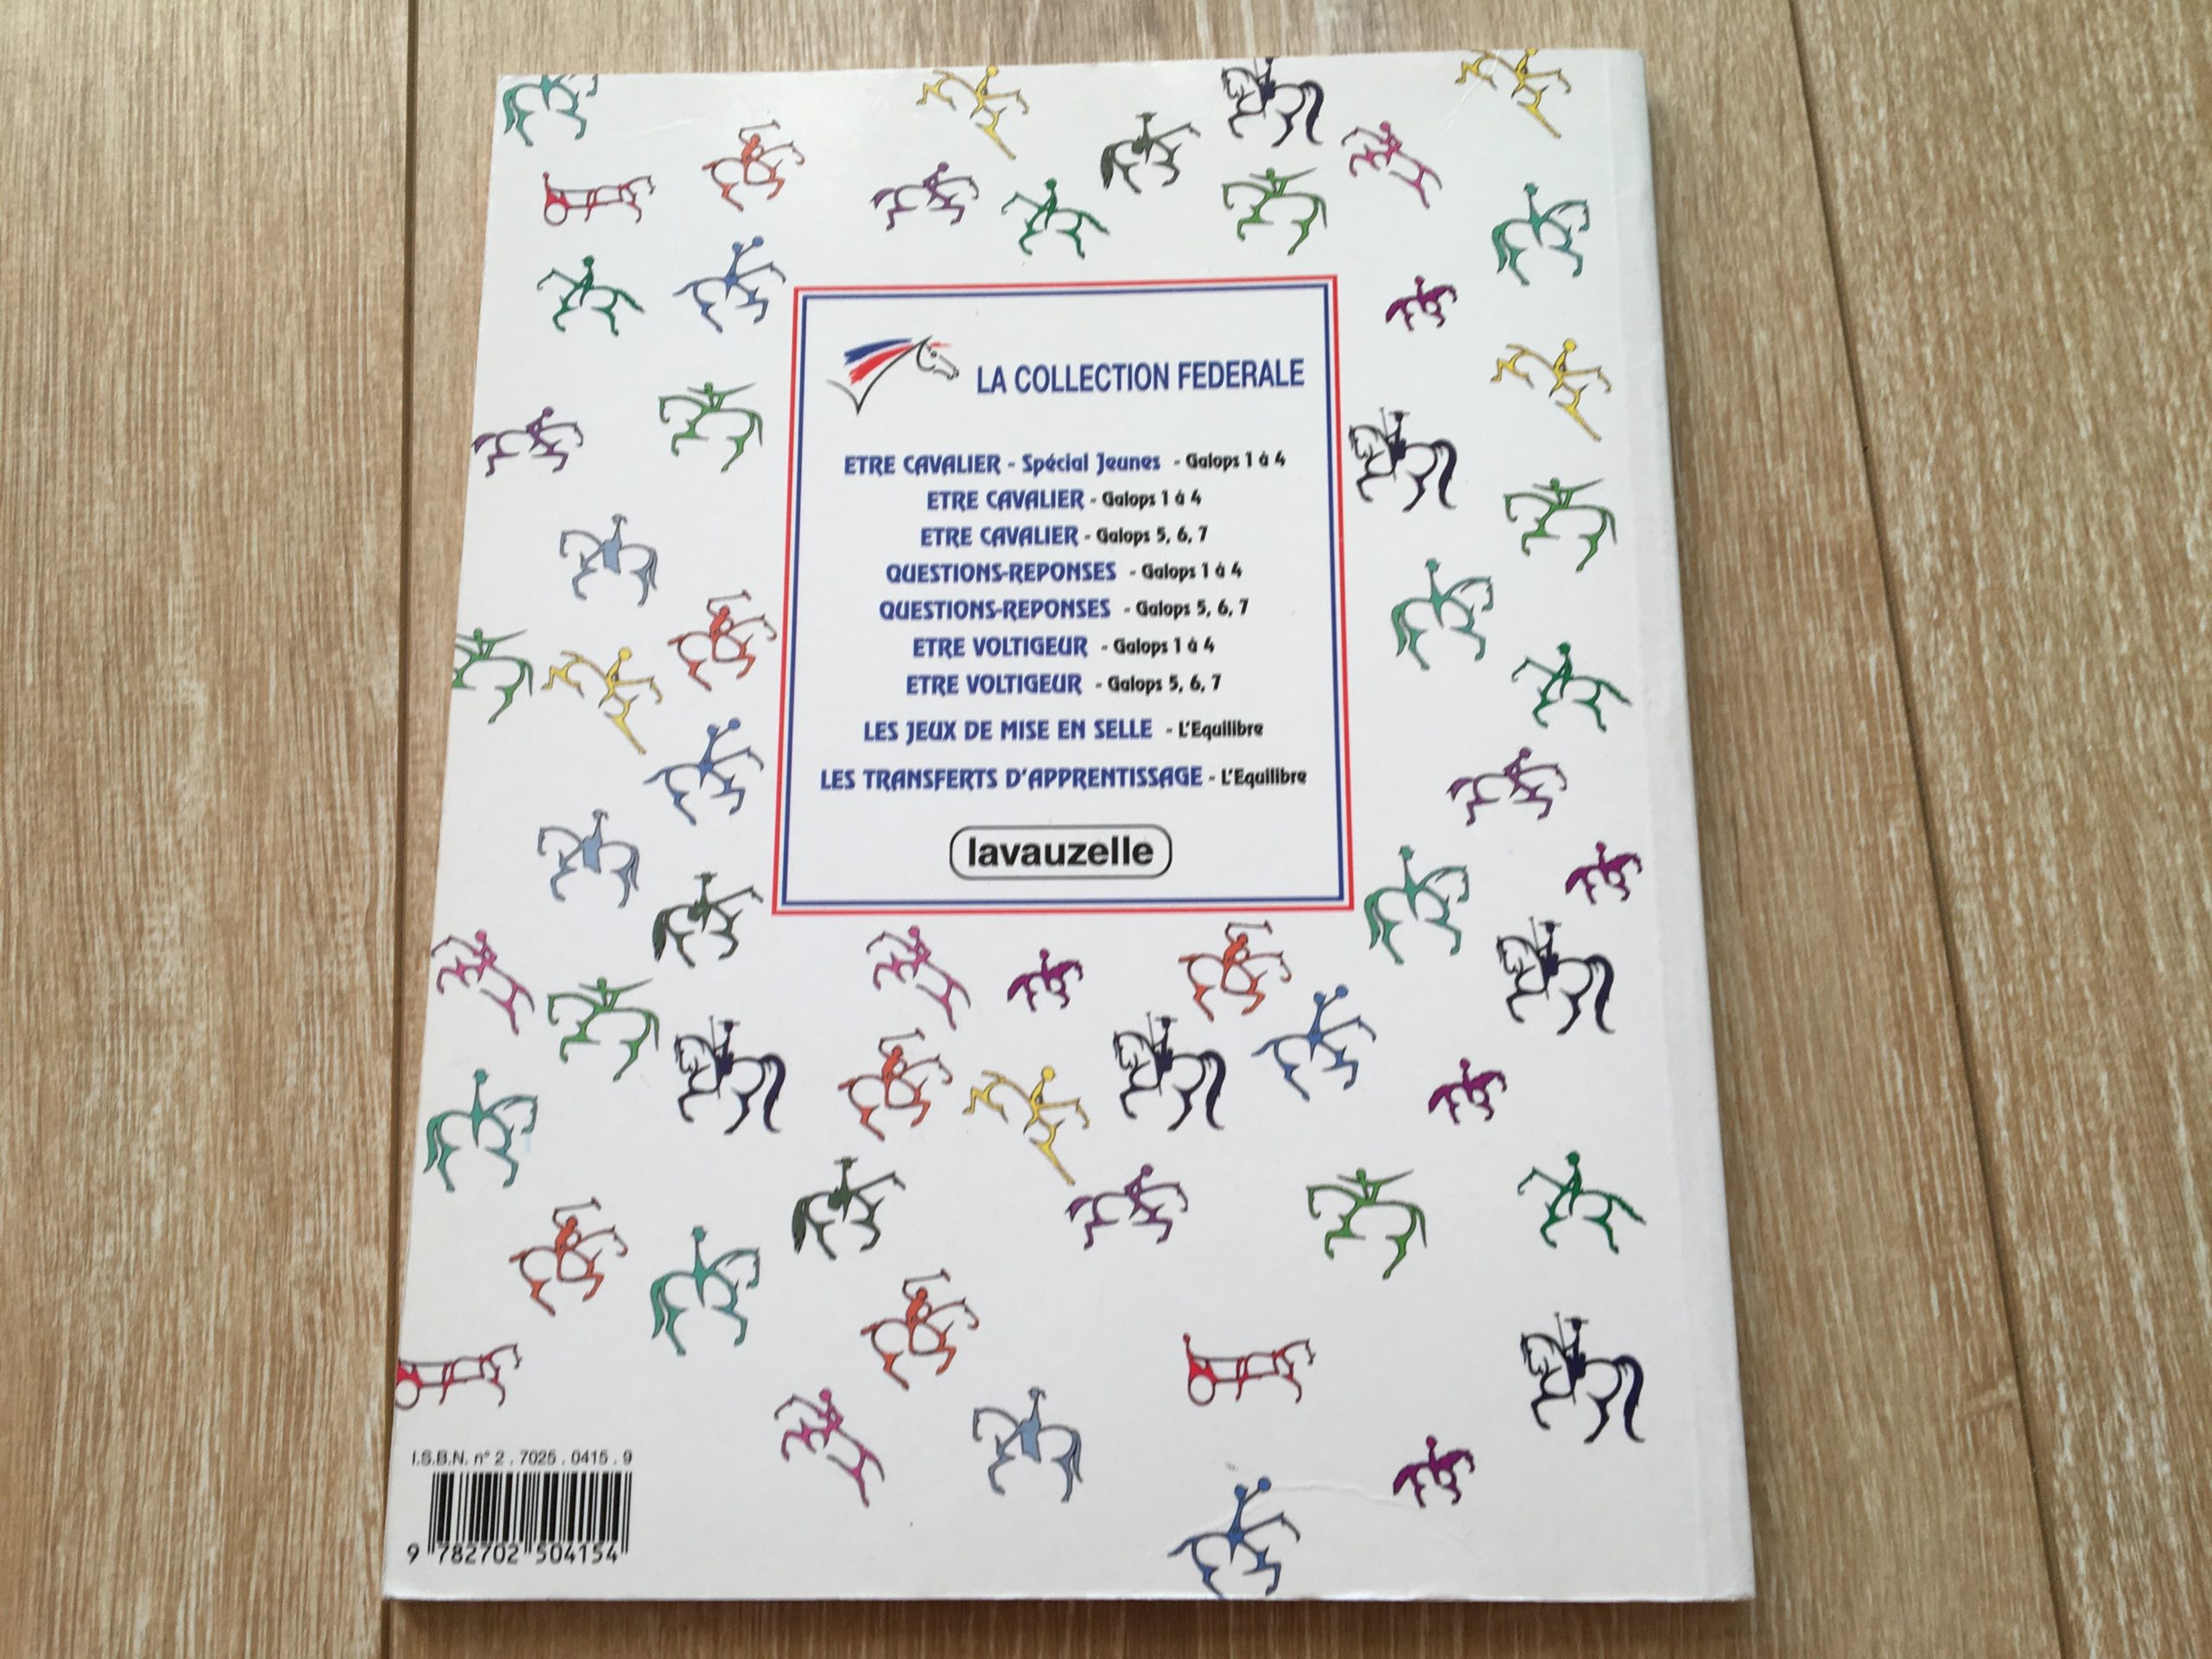 LA COLLECTION FEDERALE
ETRE CAVALIER - Spécial Jeunes - Galops 1 à 4
ETRE CAVALIER - Galops 1 à 4
ETRE CAVALIER - Galops 5, 6, 7
QUESTIONS-REPONSES - Galops 1 à 4
QUESTIONS-REPONSES - Galops 5, 6, 7
ETRE VOLTIGEUR - Galops 1 à 4
ETRE VOLTIGEUR - Galops 5, 6, 7
LES JEUX DE MISE EN SELLE - L'Equilibre
LES TRANSFERTS D'APPRENTISSAGE - L'Equilibre
lavauzelle
I.S.B.N. n° 2 . 7025 . 0415 . 9
9 782702 504154